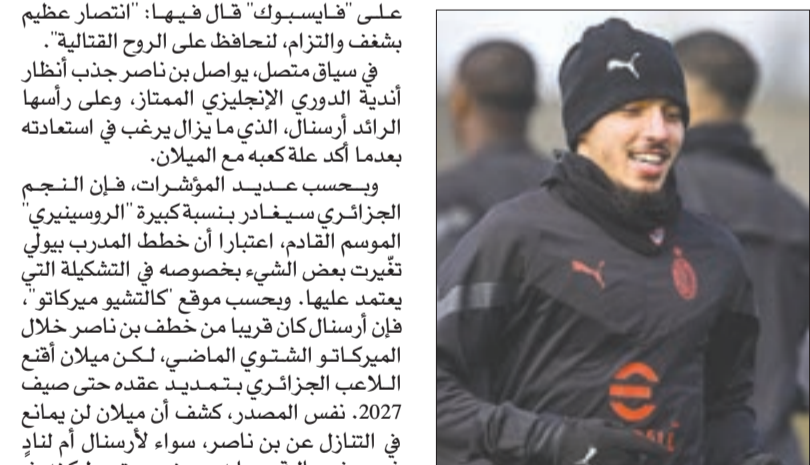 على "فايسبوك" قال فيها: "انتصار عظيم
بشغف والتزام، لنحافظ على الروح القتالية".
في سياق متصل، يواصل بن ناصر جذب أنظار
أندية الدوري الإنجليزي الممتاز، وعلى رأسها
الرائد أرسنال، الذي ما يزال يرغب في استعادته
بعدما أكد علة كعبه مع الميلان.
وبحسب عديد المؤشرات، فإن النجم
الجزائري سيغادر بنسبة كبيرة "الروسينيري"
الموسم القادم، اعتبارا أن خطط المدرب بيولي
تغّيرت بعض الشيء بخصوصه في التشكيلة التي
يعتمد عليها. وبحسب موقع "كالتشيو ميركاتو"،
فإن أرسنال كان قريبا من خطف بن ناصر خلال
الميركاتو الشتوي الماضي، لكن ميلان أقنع
اللاعب الجزائري بتمديد عقده حتى صيف
2027. نفس المصدر، كشف أن ميلان لن يمانع
في التنازل عن بن ناصر، سواء لأرسنال أم لنادٍ